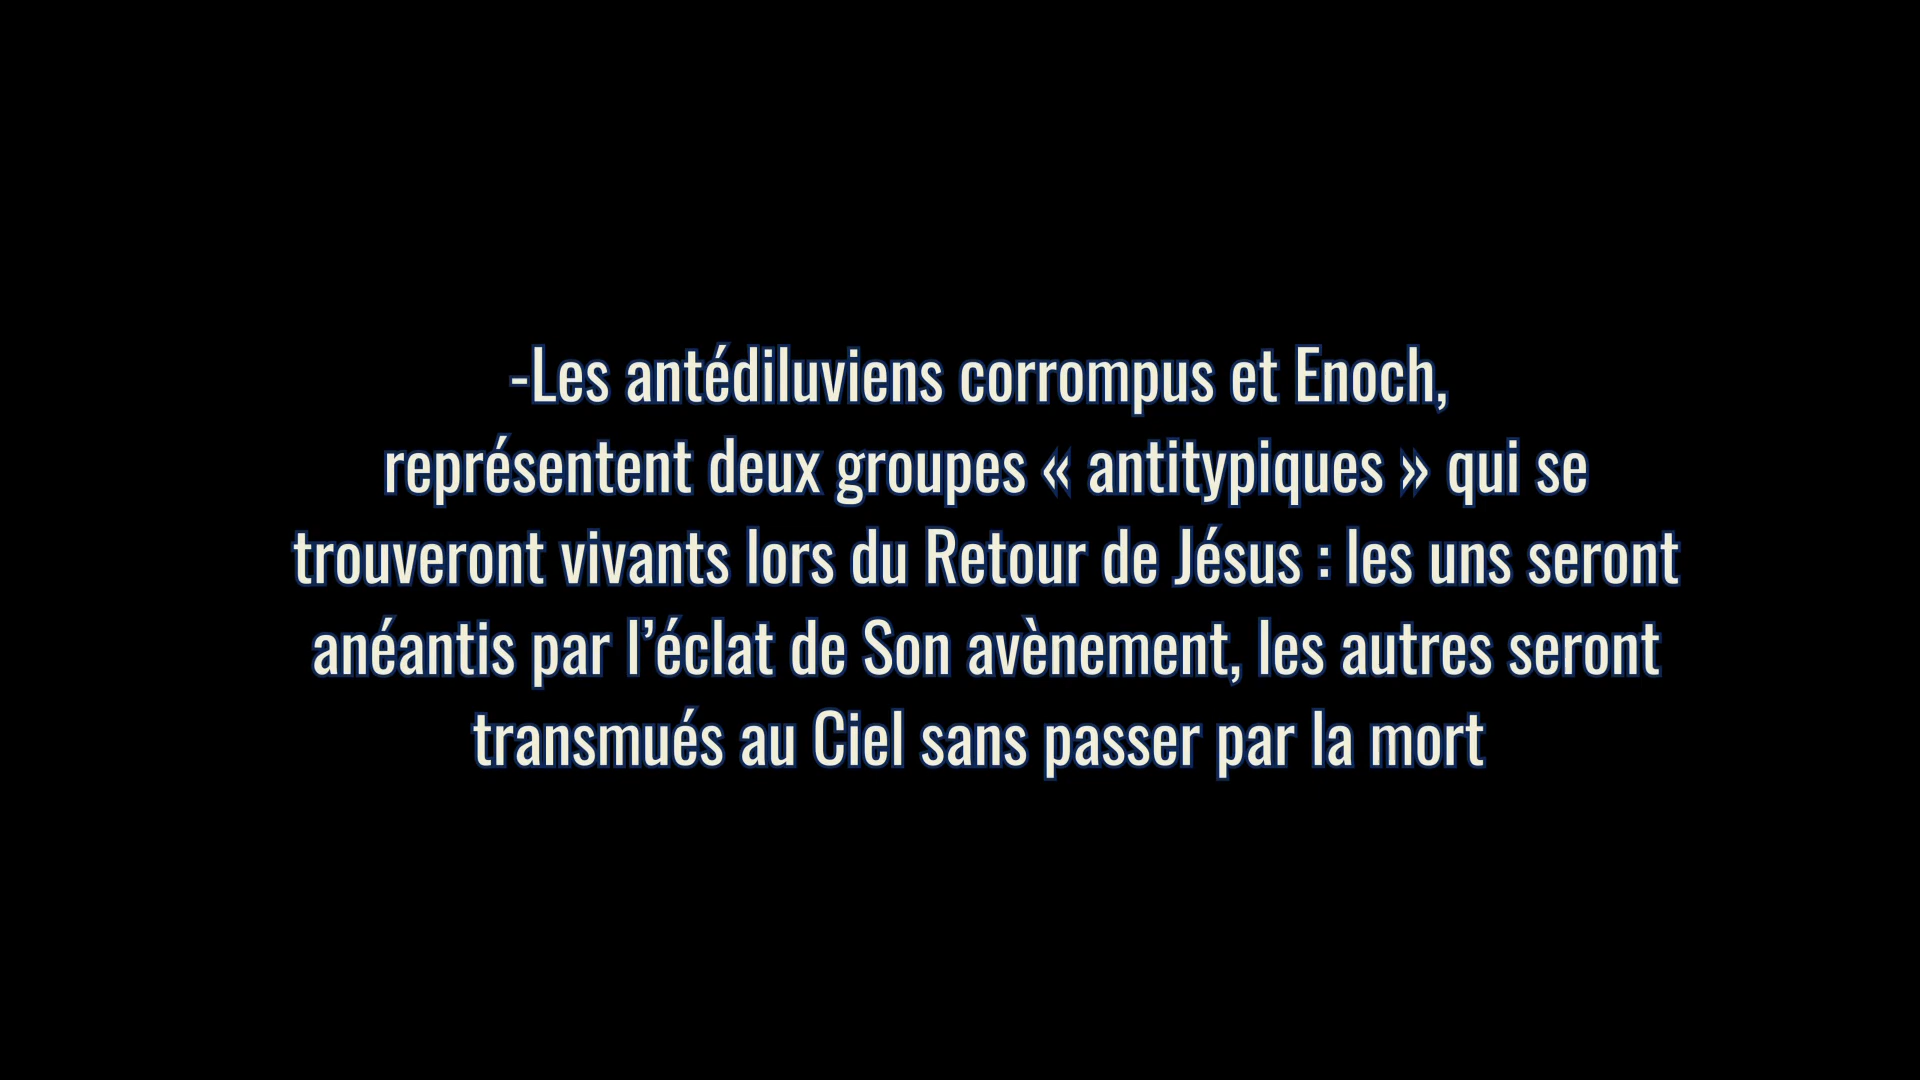 -Les antédiluviens corrompus et Enoch,
représentent deux groupes « antitypiques » qui se
trouveront vivants lors du Retour de Jésus : les uns seront
anéantis par l’éclat de Son avènement, les autres seront
transmués au Ciel sans passer par la mort